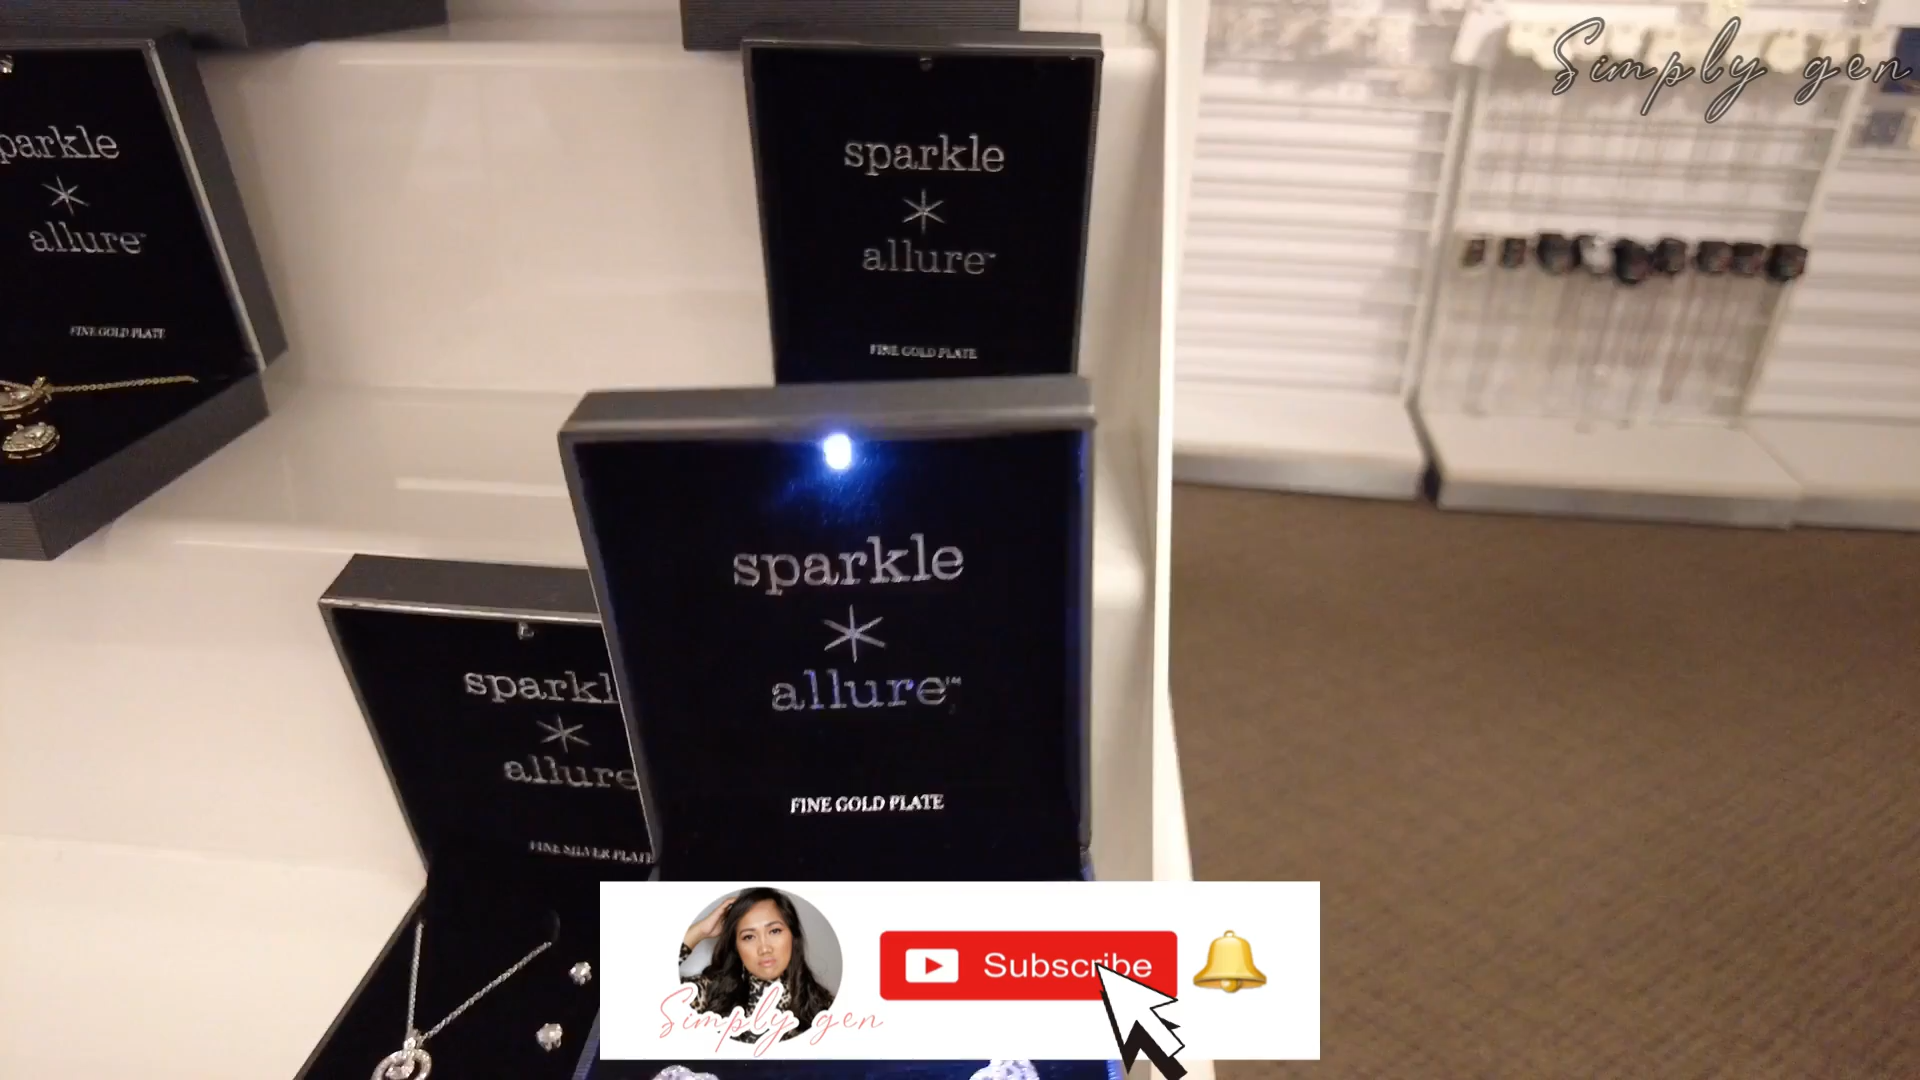 Simply gen
parkle
allure
FINE GOLD PLATE
sparkle
allure
FINE GOLD PLATE
sparkle
allure™
FINE GOLD PLATE
sparkl
allure
FINE SILVER PLATE
Simply gen
Subscribe